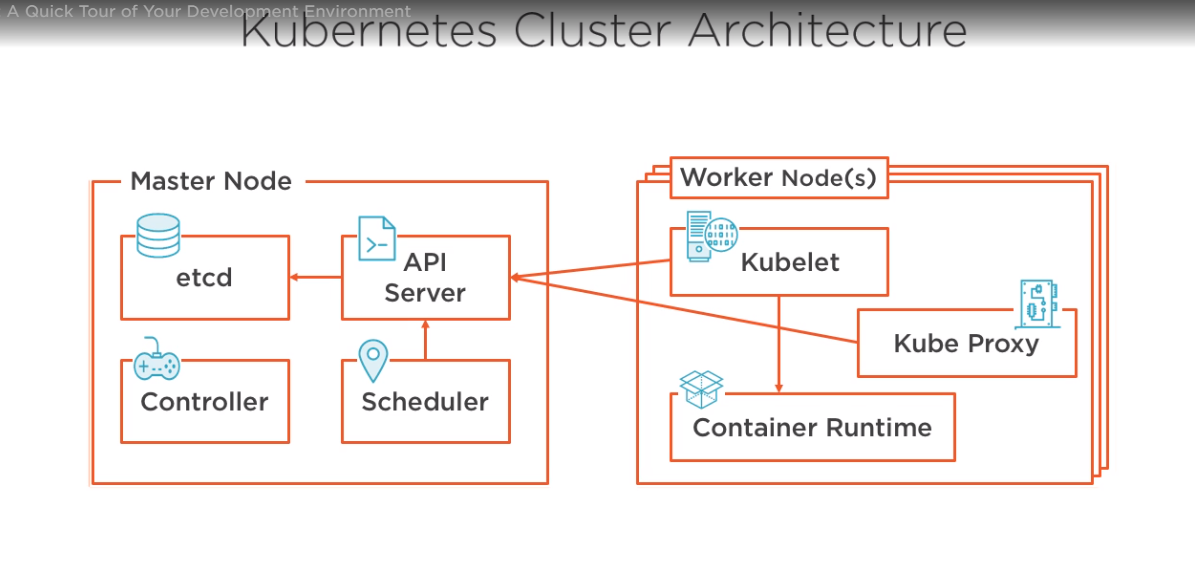 A Quick Tour of Your Development Environment
Kubernetes Cluster Architecture
Master Node
etcd
API
Server
Controller
Scheduler
Worker Node(s)
Kubelet
Kube Proxy
Container Runtime